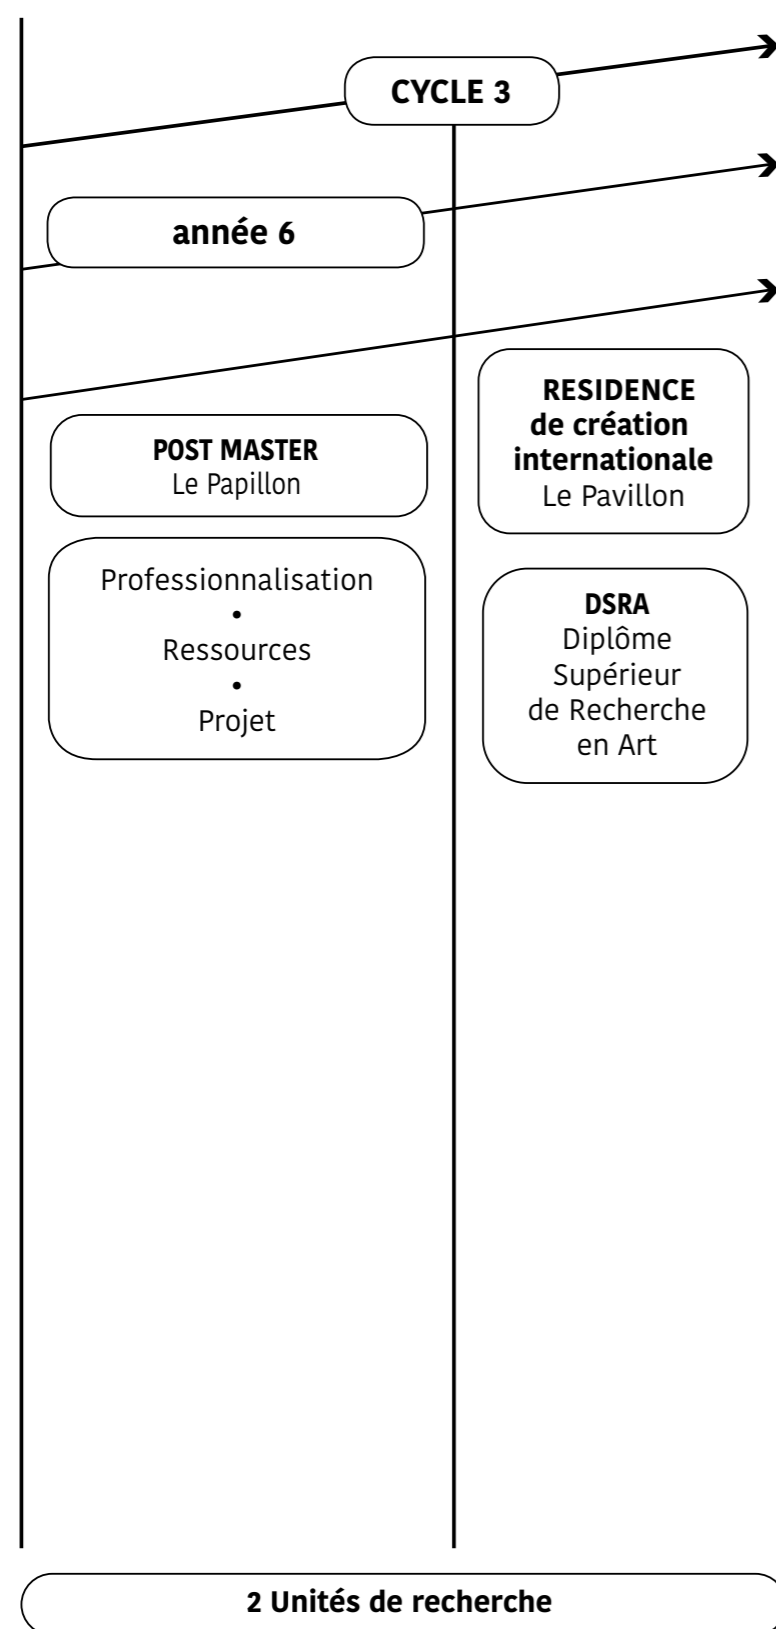 CYCLE 3
année 6
POST MASTER
Le Papillon
Professionnalisation
•
Ressources
•
Projet
RESIDENCE
de création
internationale
Le Pavillon
DSRA
Diplôme
Supérieur
de Recherche
en Art
2 Unités de recherche